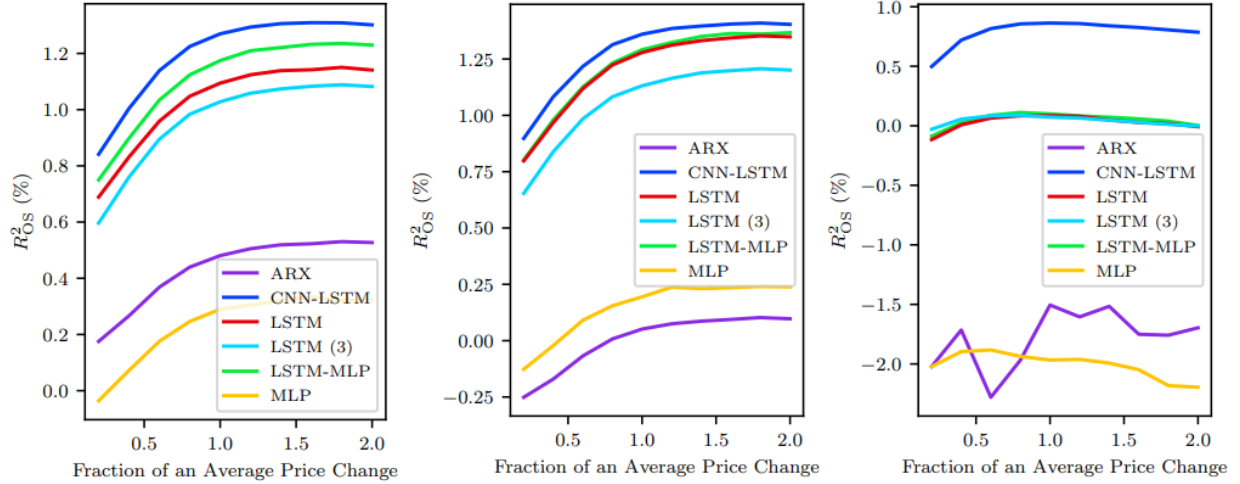 1.2
1.0
0.8
0.6
0.4
0.2
0.0
R²OS (%)
ARX
CNN-LSTM
LSTM
LSTM (3)
LSTM-MLP
MLP
0.5 1.0 1.5 2.0
Fraction of an Average Price Change
1.25
1.00
0.75
0.50
0.25
0.00
−0.25
R²OS (%)
ARX
CNN-LSTM
LSTM
LSTM (3)
LSTM-MLP
MLP
0.5 1.0 1.5 2.0
Fraction of an Average Price Change
1.0
0.5
0.0
−0.5
−1.0
−1.5
−2.0
R²OS (%)
ARX
CNN-LSTM
LSTM
LSTM (3)
LSTM-MLP
MLP
0.5 1.0 1.5 2.0
Fraction of an Average Price Change